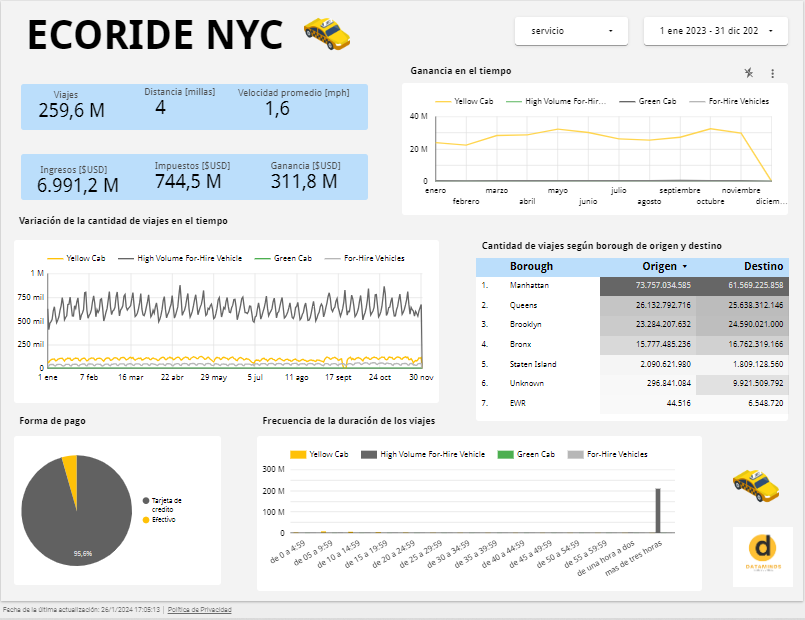 ECORIDE NYC
servicio
1 ene 2023 - 31 dic 202
Viajes
259,6 M
Distancia [millas]
4
Velocidad promedio [mph]
1,6
Ingresos [$USD]
6.991,2 M
Impuestos [$USD]
744,5 M
Ganancia [$USD]
311,8 M
Ganancia en el tiempo
Yellow Cab High Volume For-Hir... Green Cab For-Hire Vehicles
40 M
20 M
0
enero febrero marzo abril mayo junio julio agosto septiembre octubre noviembre diciem...
Variación de la cantidad de viajes en el tiempo
Yellow Cab High Volume For-Hire Vehicle Green Cab For-Hire Vehicles
1 M
750 mil
500 mil
250 mil
0
1 ene 7 feb 16 mar 22 abr 29 may 5 jul 11 ago 17 sept 24 oct 30 nov
Cantidad de viajes según borough de origen y destino
Borough Origen Destino
1. Manhattan 73.757.034.585 61.569.225.858
2. Queens 26.132.792.716 25.638.312.146
3. Brooklyn 23.284.207.632 24.590.021.000
4. Bronx 15.777.485.236 16.762.319.166
5. Staten Island 2.090.621.980 1.809.128.560
6. Unknown 296.841.084 9.921.509.792
7. EWR 44.516 6.548.720
Forma de pago
95,6%
Tarjeta de
crédito
Efectivo
Frecuencia de la duración de los viajes
Yellow Cab High Volume For-Hire Vehicle Green Cab For-Hire Vehicles
300 M
200 M
100 M
0
de 0 a 4:59
de 05 a 9:59
de 10 a 14:59
de 15 a 19:59
de 20 a 24:59
de 25 a 29:59
de 30 a 34:59
de 35 a 39:59
de 40 a 44:59
de 45 a 49:59
de 50 a 54:59
de 55 a 59:59
de una hora a dos
mas de tres horas
d
DATAMINDS
Fecha de la última actualización: 26/1/2024 17:05:13 | Política de Privacidad